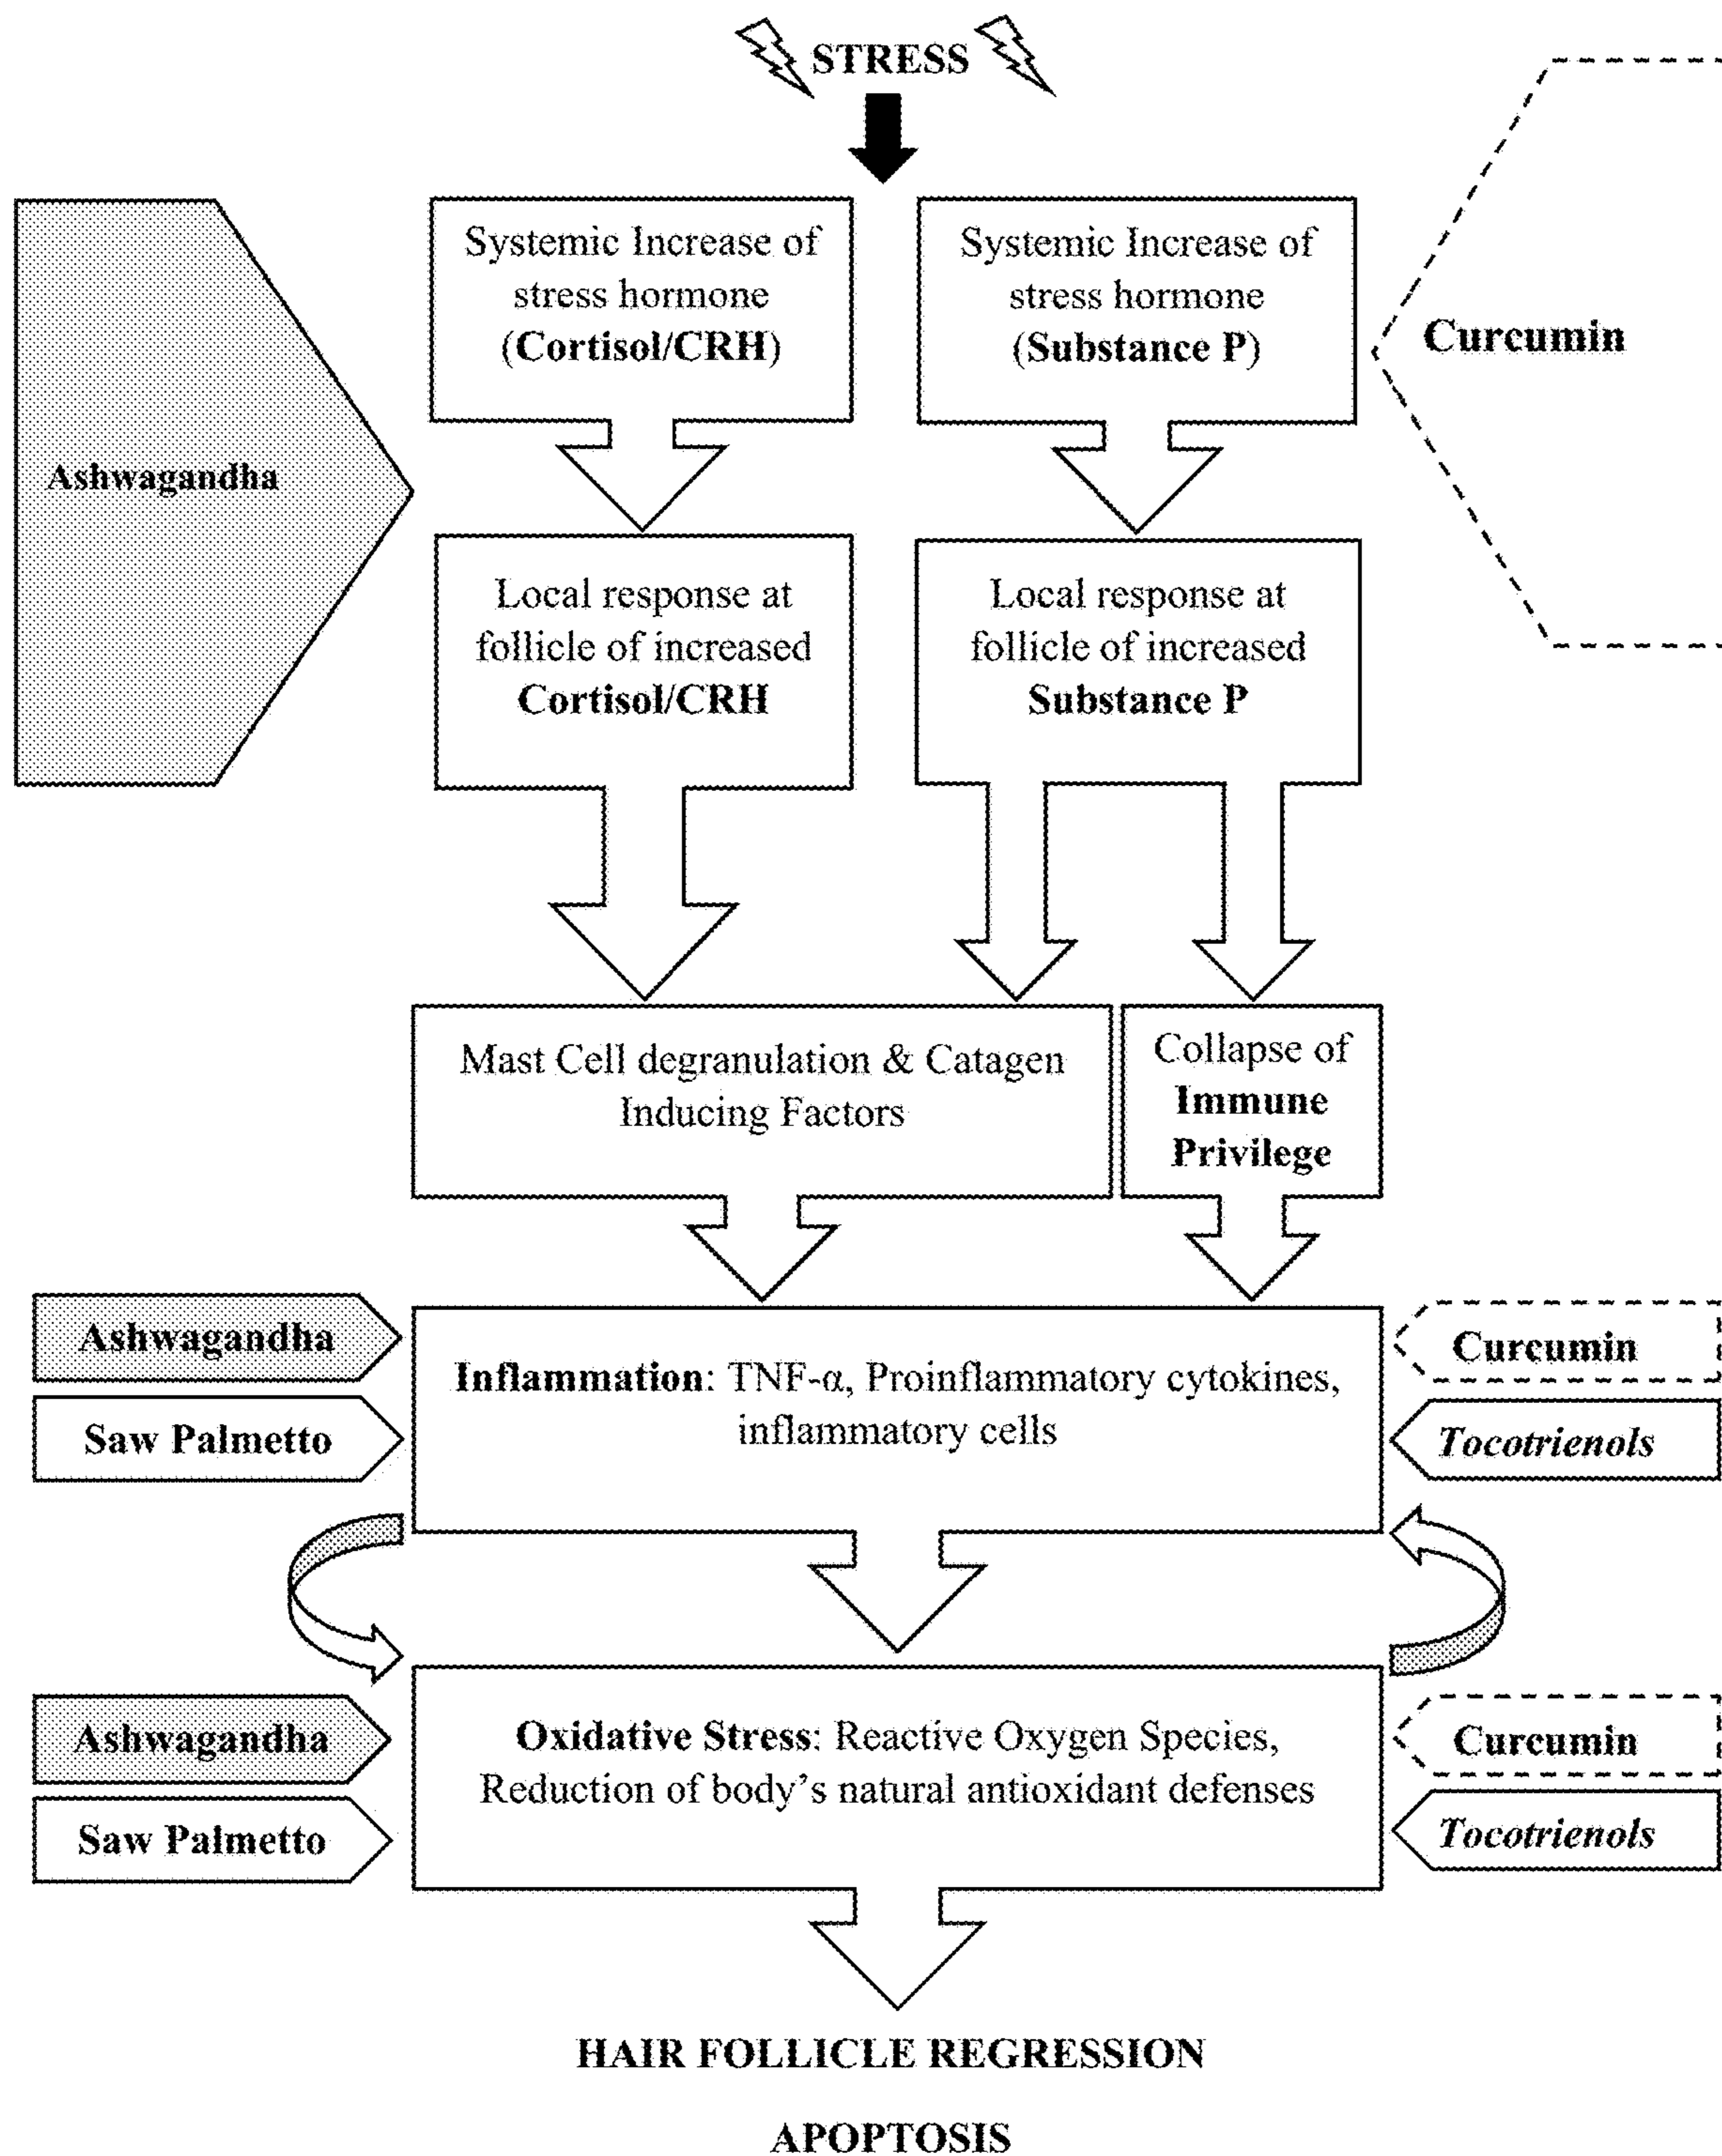 STRESS
Systemic Increase of
stress hormone
(Cortisol/CRH)
Systemic Increase of
stress hormone
(Substance P)
Curcumin
Ashwagandha
Local response at
follicle of increased
Cortisol/CRH
Local response at
follicle of increased
Substance P
Mast Cell degranulation & Catagen
Inducing Factors
Collapse of
Immune
Privilege
Ashwagandha
Saw Palmetto
Inflammation: TNF-α, Proinflammatory cytokines,
inflammatory cells
Curcumin
Tocotrienols
Ashwagandha
Saw Palmetto
Oxidative Stress: Reactive Oxygen Species,
Reduction of body's natural antioxidant defenses
Curcumin
Tocotrienols
HAIR FOLLICLE REGRESSION
APOPTOSIS